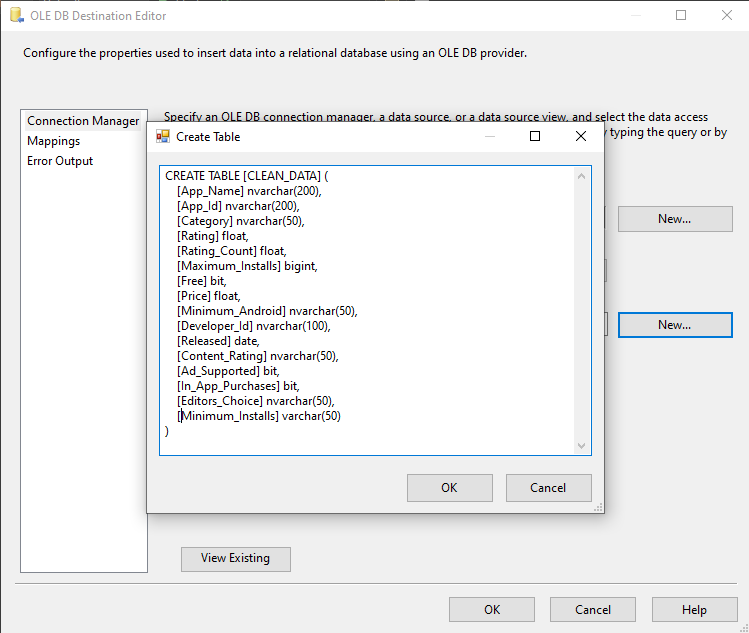 OLE DB Destination Editor
Configure the properties used to insert data into a relational database using an OLE DB provider.
Connection Manager
Mappings
Error Output
Specify an OLE DB connection manager, a data source, or a data source view, and select the data access
typing the query or by
Create Table
CREATE TABLE [CLEAN_DATA] (
[App_Name] nvarchar(200),
[App_Id] nvarchar(200),
[Category] nvarchar(50),
[Rating] float,
[Rating_Count] float,
[Maximum_Installs] bigint,
[Free] bit,
[Price] float,
[Minimum_Android] nvarchar(50),
[Developer_Id] nvarchar(100),
[Released] date,
[Content_Rating] nvarchar(50),
[Ad_Supported] bit,
[In_App_Purchases] bit,
[Editors_Choice] nvarchar(50),
[Minimum_Installs] varchar(50)
)
OK
Cancel
New...
New...
View Existing
OK
Cancel
Help